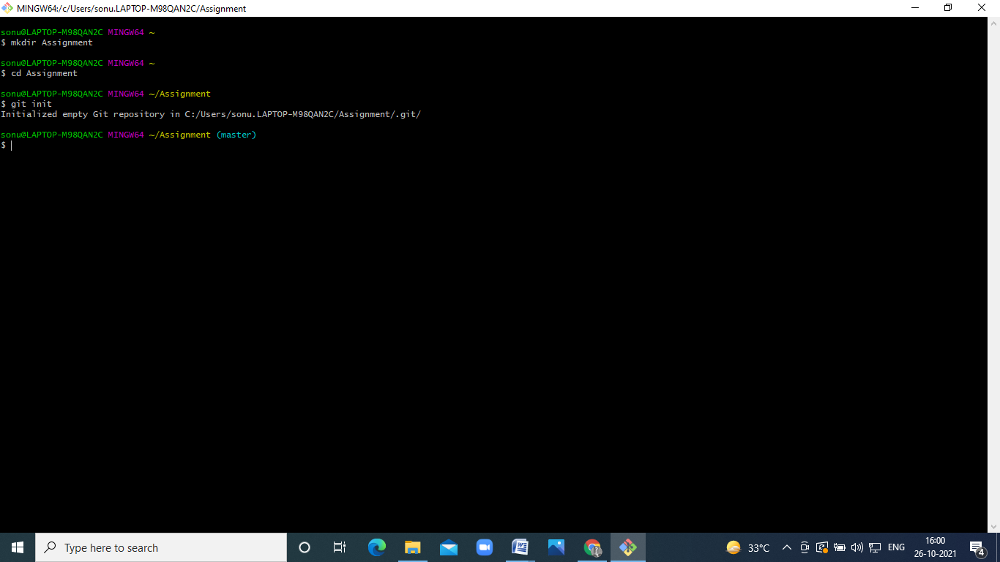 MINGW64:/c/Users/sonu.LAPTOP-M98QAN2C/Assignment
sonu@LAPTOP-M98QAN2C MINGW64 ~
$ mkdir Assignment
sonu@LAPTOP-M98QAN2C MINGW64 ~
$ cd Assignment
sonu@LAPTOP-M98QAN2C MINGW64 ~/Assignment
$ git init
Initialized empty Git repository in C:/Users/sonu.LAPTOP-M98QAN2C/Assignment/.git/
sonu@LAPTOP-M98QAN2C MINGW64 ~/Assignment (master)
$
Type here to search
33°C
ENG
16:00
26-10-2021
4